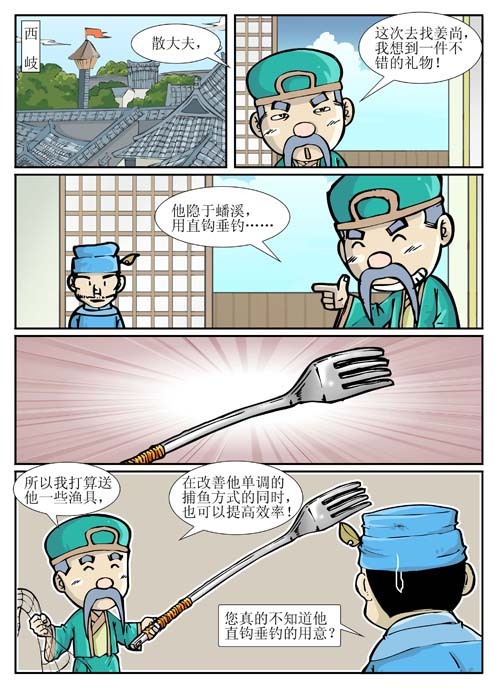 西岐
散大夫，
这次去找姜尚，
我想到一件不
错的礼物！
他隐于蟠溪，
用直钩垂钓……
所以我打算送
他一些渔具，
在改善他单调的
捕鱼方式的同时，
也可以提高效率！
您真的不知道他
直钩垂钓的用意？